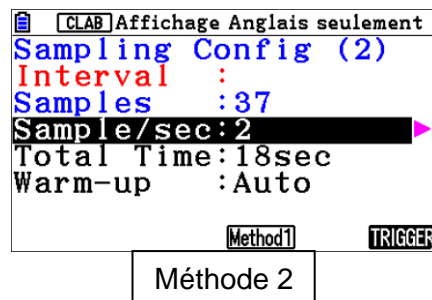 CLAB Affichage Anglais seulement
Sampling Config (2)
Interval :
Samples :37
Sample/sec:2
Total Time:18sec
Warm-up :Auto
Method1 TRIGGER
Méthode 2